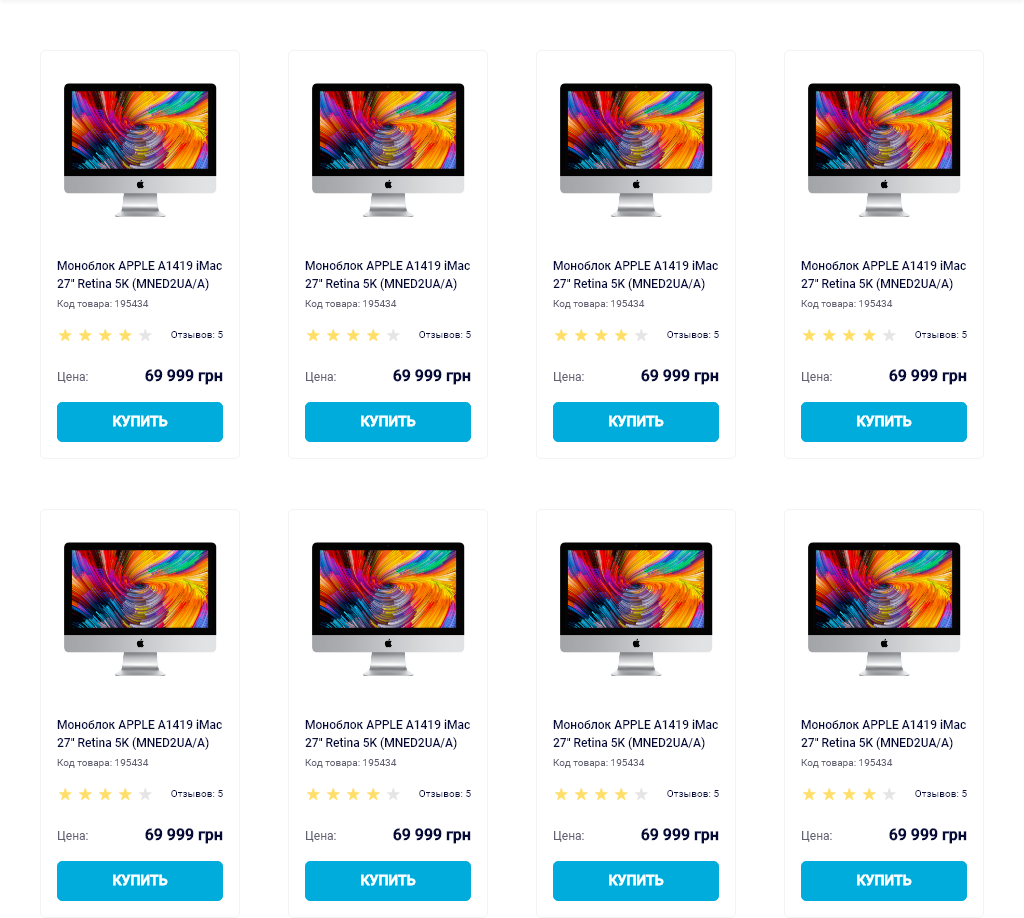 Моноблок APPLE A1419 iMac
27" Retina 5K (MNED2UA/A)
Код товара: 195434
Отзывов: 5
Цена: 69 999 грн
КУПИТЬ
Моноблок APPLE A1419 iMac
27" Retina 5K (MNED2UA/A)
Код товара: 195434
Отзывов: 5
Цена: 69 999 грн
КУПИТЬ
Моноблок APPLE A1419 iMac
27" Retina 5K (MNED2UA/A)
Код товара: 195434
Отзывов: 5
Цена: 69 999 грн
КУПИТЬ
Моноблок APPLE A1419 iMac
27" Retina 5K (MNED2UA/A)
Код товара: 195434
Отзывов: 5
Цена: 69 999 грн
КУПИТЬ
Моноблок APPLE A1419 iMac
27" Retina 5K (MNED2UA/A)
Код товара: 195434
Отзывов: 5
Цена: 69 999 грн
КУПИТЬ
Моноблок APPLE A1419 iMac
27" Retina 5K (MNED2UA/A)
Код товара: 195434
Отзывов: 5
Цена: 69 999 грн
КУПИТЬ
Моноблок APPLE A1419 iMac
27" Retina 5K (MNED2UA/A)
Код товара: 195434
Отзывов: 5
Цена: 69 999 грн
КУПИТЬ
Моноблок APPLE A1419 iMac
27" Retina 5K (MNED2UA/A)
Код товара: 195434
Отзывов: 5
Цена: 69 999 грн
КУПИТЬ